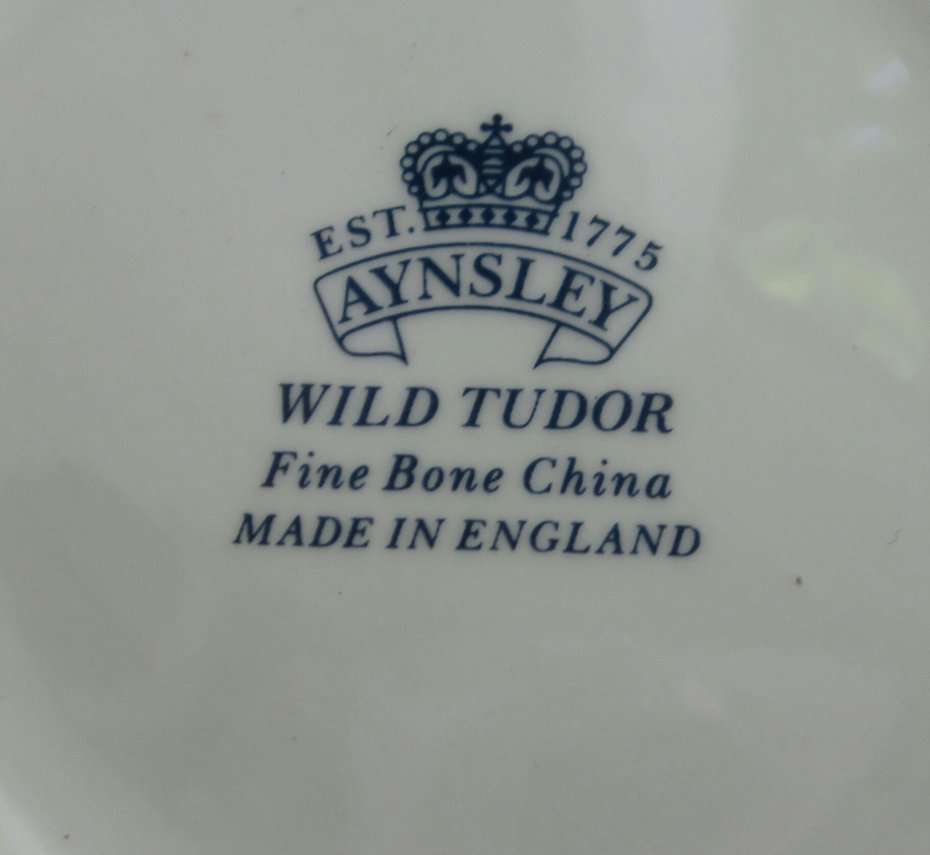 EST. 1775
AYNSLEY
WILD TUDOR
Fine Bone China
MADE IN ENGLAND